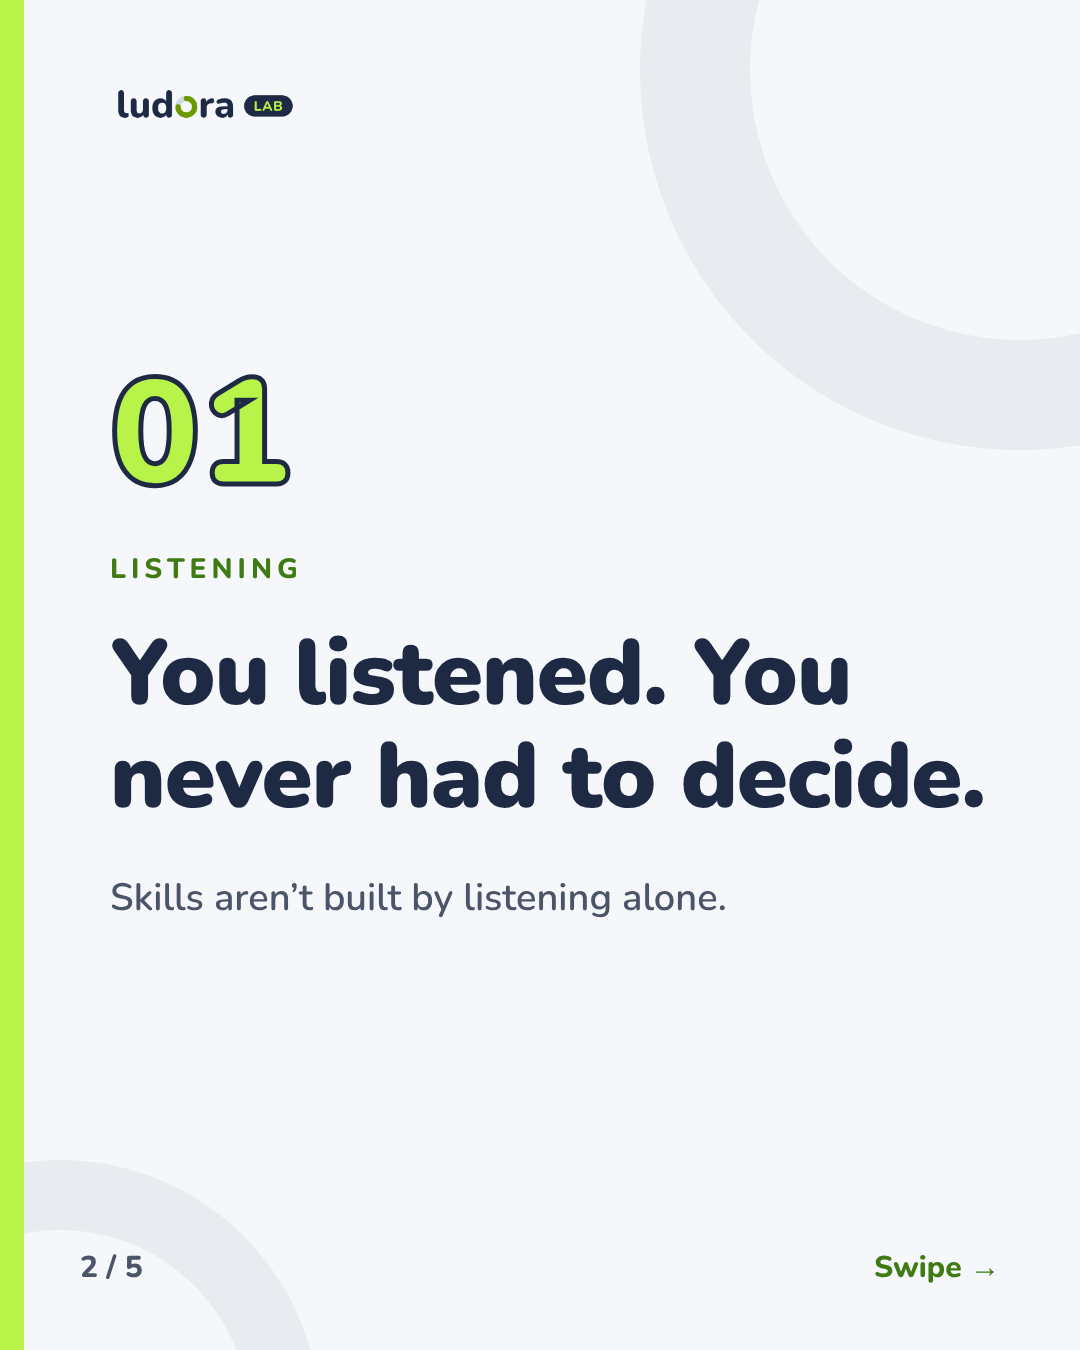 ludora LAB
01
LISTENING
You listened. You
never had to decide.
Skills aren’t built by listening alone.
2 / 5
Swipe →